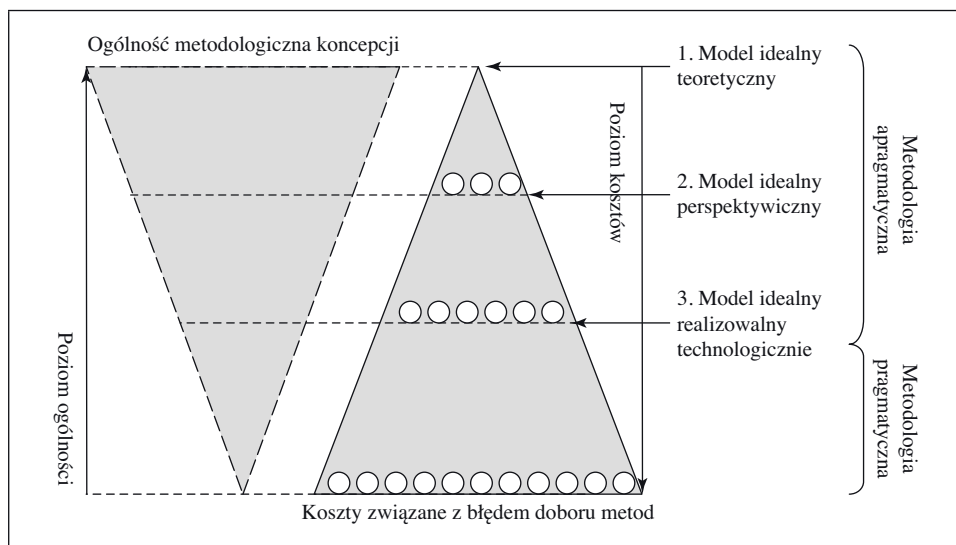 Ogólność metodologiczna koncepcji
1. Model idealny
teoretyczny
Poziom kosztów
Metodologia
apragmatyczna
2. Model idealny
perspektywiczny
3. Model idealny
realizowalny
technologicznie
Poziom ogólności
Metodologia
pragmatyczna
Koszty związane z błędem doboru metod